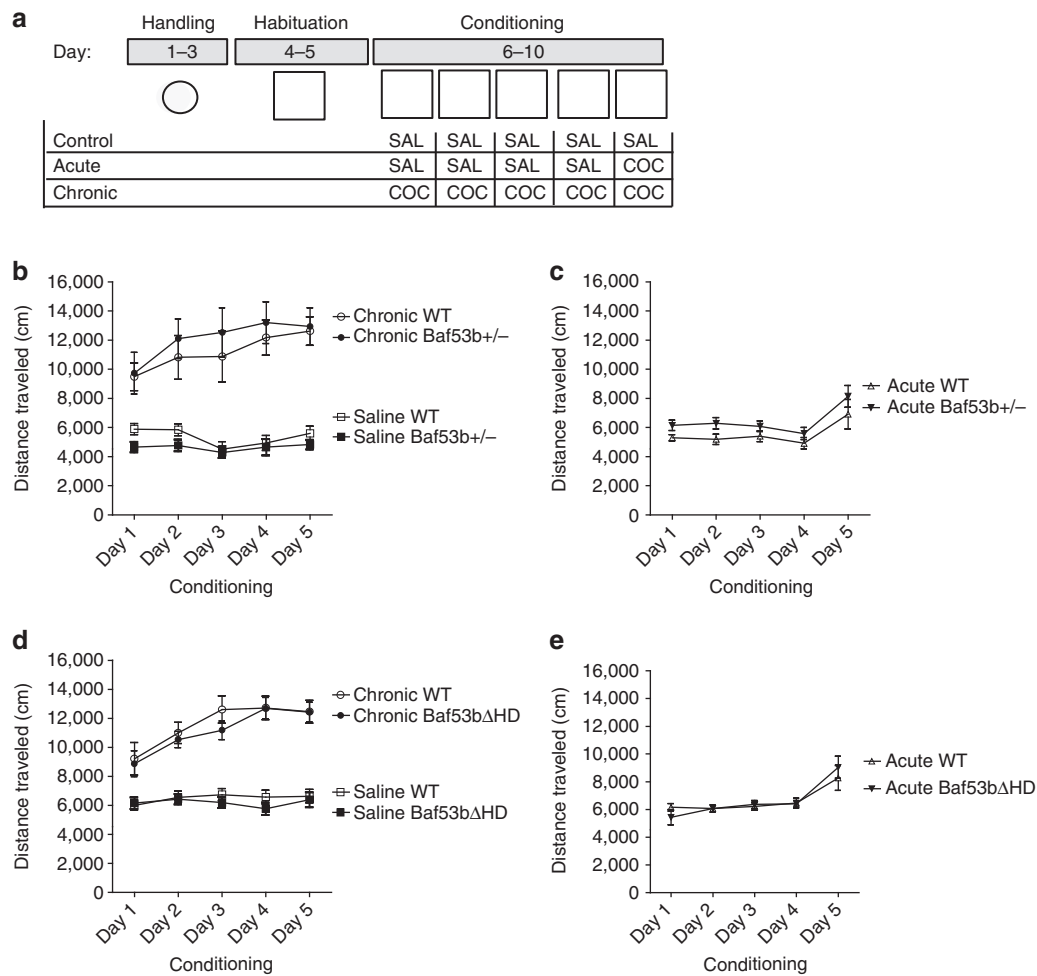 a
Handling Habituation Conditioning
Day: 1–3 4–5 6–10
Control SAL SAL SAL SAL SAL
Acute SAL SAL SAL SAL COC
Chronic COC COC COC COC COC
b
16,000
14,000
12,000
10,000
8,000
6,000
4,000
2,000
0
Distance traveled (cm)
Chronic WT
Chronic Baf53b+/–
Saline WT
Saline Baf53b+/–
Day 1
Day 2
Day 3
Day 4
Day 5
Conditioning
c
16,000
14,000
12,000
10,000
8,000
6,000
4,000
2,000
0
Distance traveled (cm)
Acute WT
Acute Baf53b+/–
Day 1
Day 2
Day 3
Day 4
Day 5
Conditioning
d
16,000
14,000
12,000
10,000
8,000
6,000
4,000
2,000
0
Distance traveled (cm)
Chronic WT
Chronic Baf53bΔHD
Saline WT
Saline Baf53bΔHD
Day 1
Day 2
Day 3
Day 4
Day 5
Conditioning
e
16,000
14,000
12,000
10,000
8,000
6,000
4,000
2,000
0
Distance traveled (cm)
Acute WT
Acute Baf53bΔHD
Day 1
Day 2
Day 3
Day 4
Day 5
Conditioning